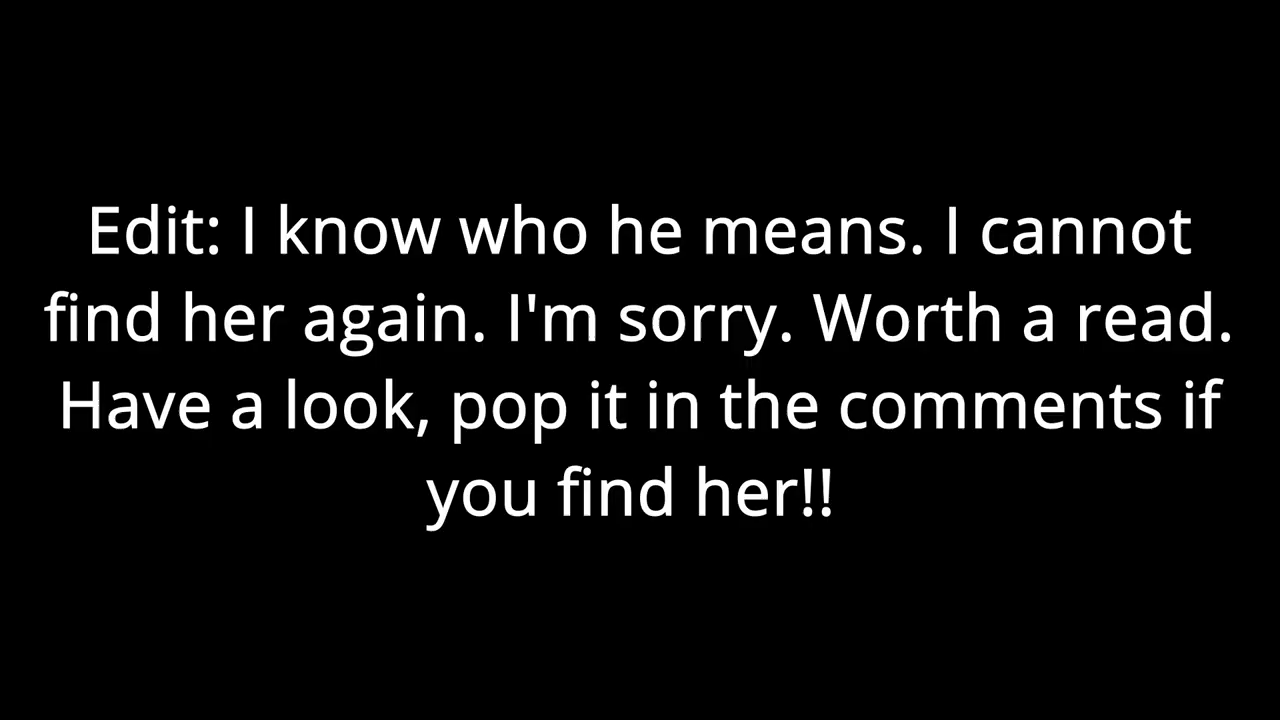 Edit: I know who he means. I cannot
find her again. I'm sorry. Worth a read.
Have a look, pop it in the comments if
you find her!!